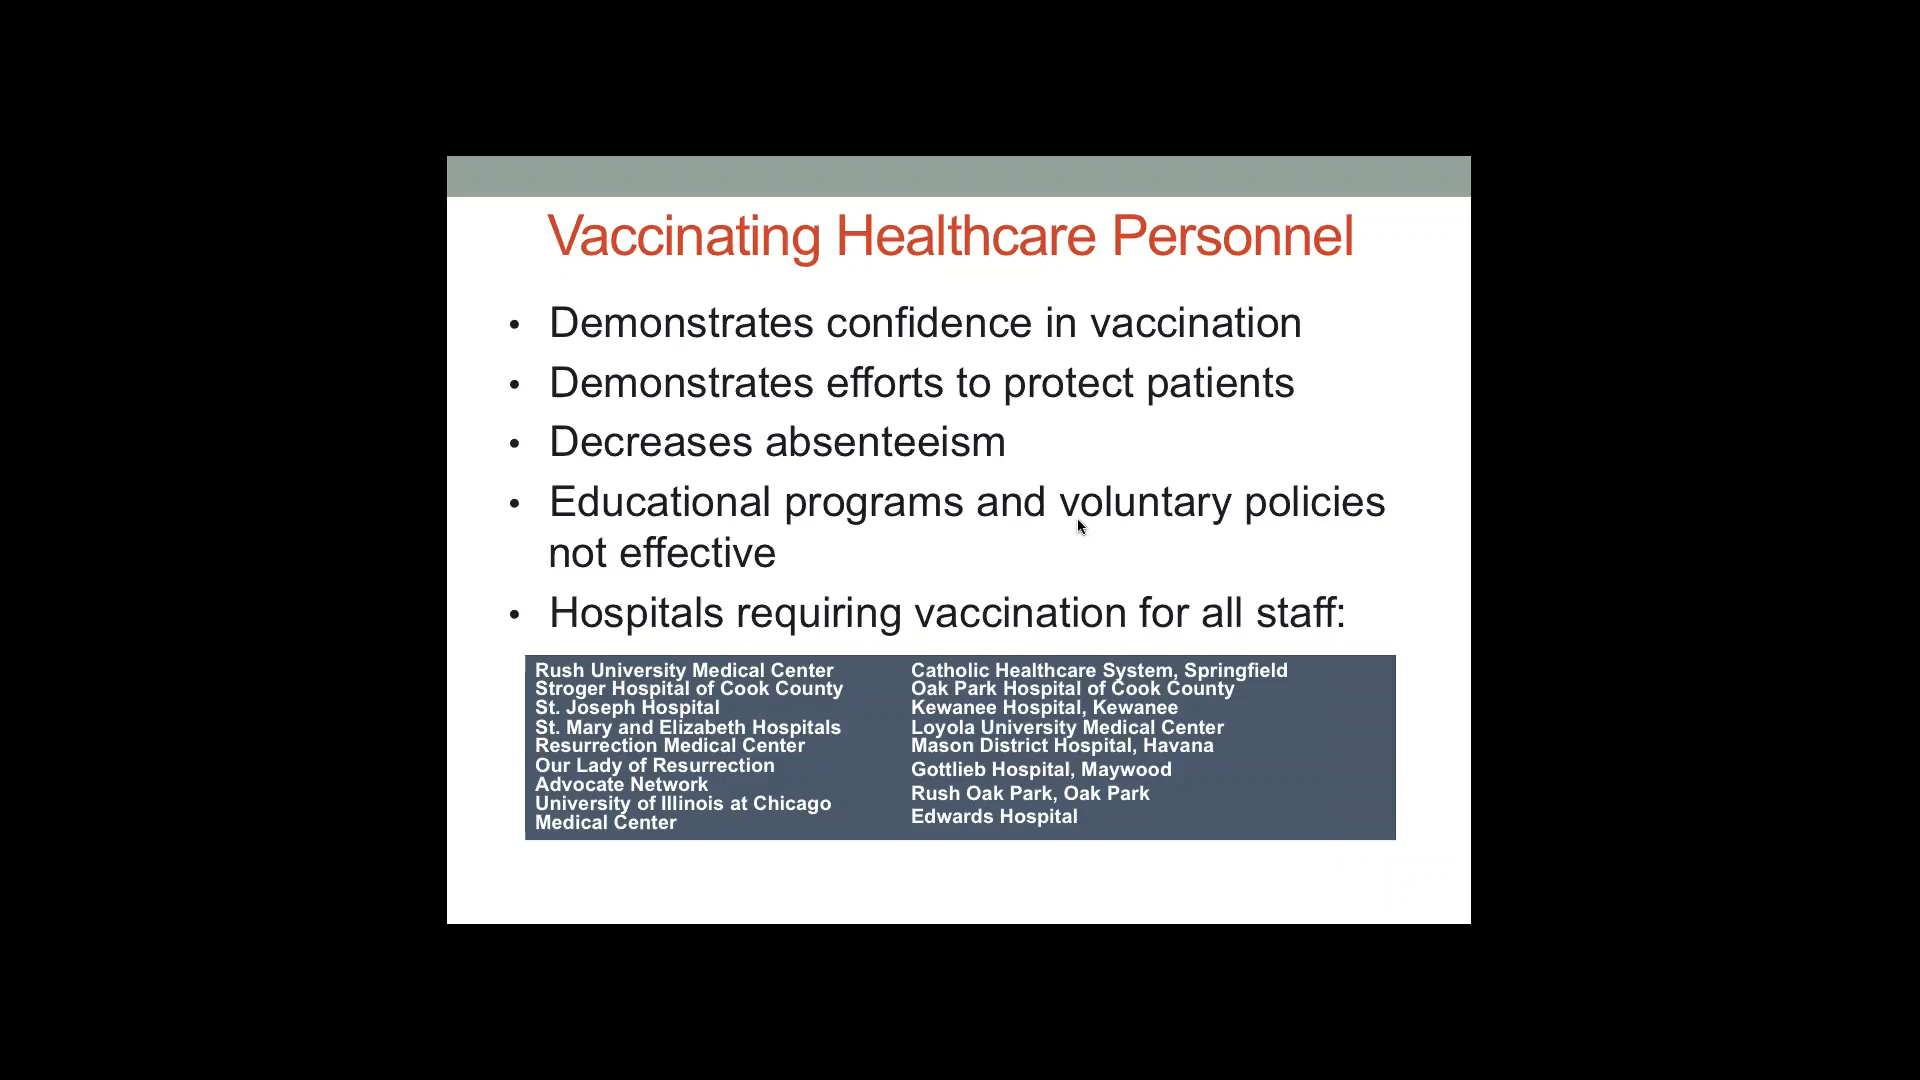 Vaccinating Healthcare Personnel
• Demonstrates confidence in vaccination
• Demonstrates efforts to protect patients
• Decreases absenteeism
• Educational programs and voluntary policies
not effective
• Hospitals requiring vaccination for all staff:
Rush University Medical Center
Stroger Hospital of Cook County
St. Joseph Hospital
St. Mary and Elizabeth Hospitals
Resurrection Medical Center
Our Lady of Resurrection
Advocate Network
University of Illinois at Chicago
Medical Center
Catholic Healthcare System, Springfield
Oak Park Hospital of Cook County
Kewanee Hospital, Kewanee
Loyola University Medical Center
Mason District Hospital, Havana
Gottlieb Hospital, Maywood
Rush Oak Park, Oak Park
Edwards Hospital